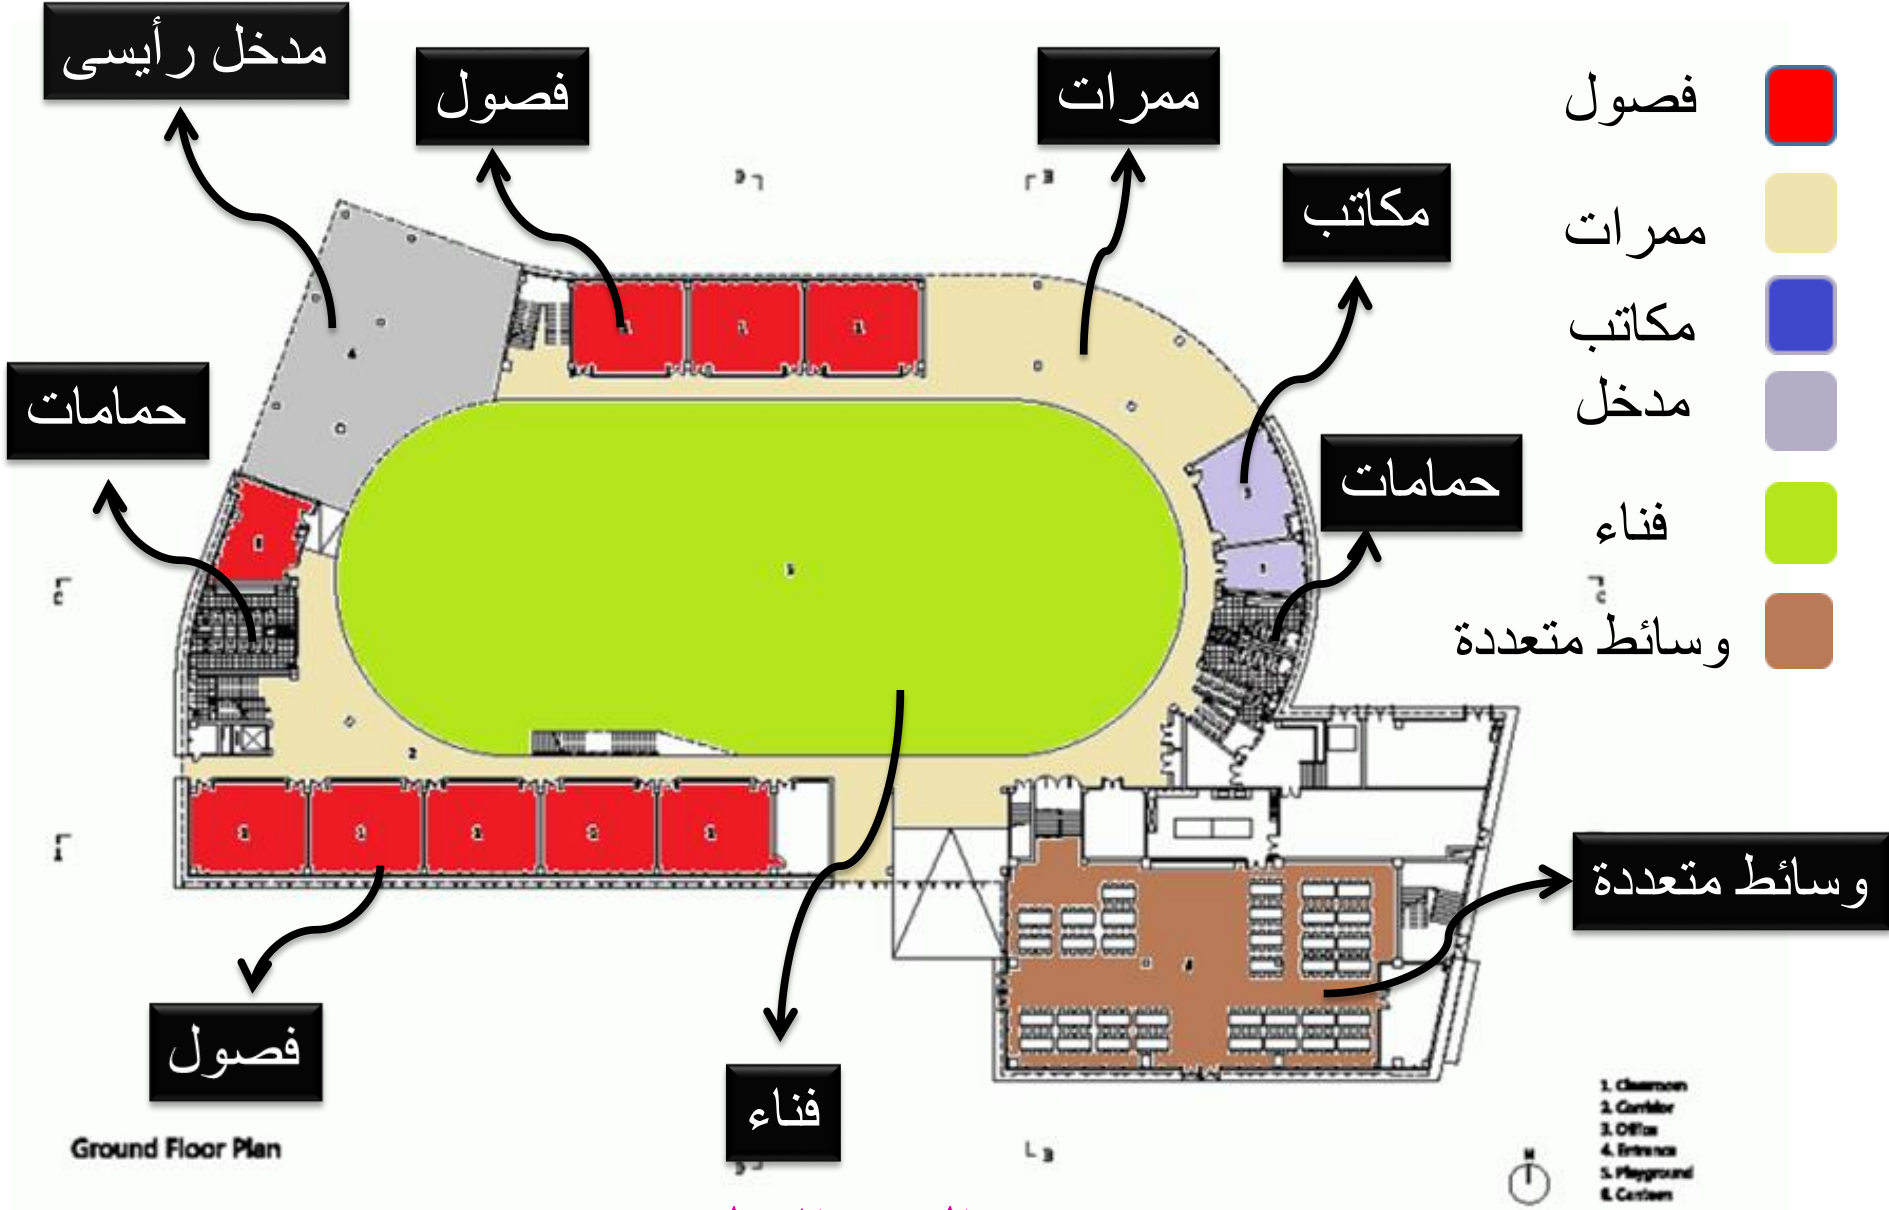 مدخل رأيسى
فصول
ممرات
مكاتب
حمامات
حمامات
وسائط متعددة
فصول
فناء
فصول
ممرات
مكاتب
مدخل
فناء
وسائط متعددة
Ground Floor Plan
N
1. Classroom
2. Corridor
3. Office
4. Entrance
5. Playground
6. Canteen